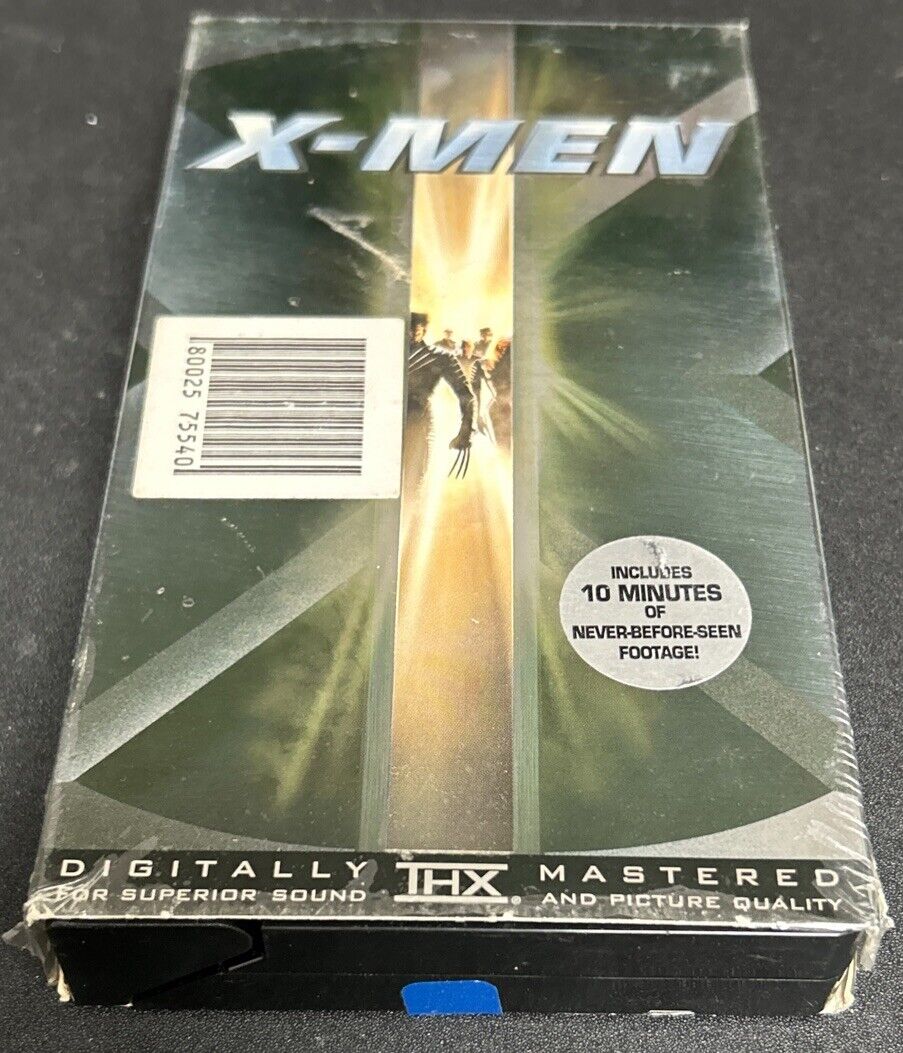 X-MEN
80025 75540
INCLUDES
10 MINUTES
OF
NEVER-BEFORE-SEEN
FOOTAGE!
DIGITALLY THX® MASTERED
FOR SUPERIOR SOUND AND PICTURE QUALITY